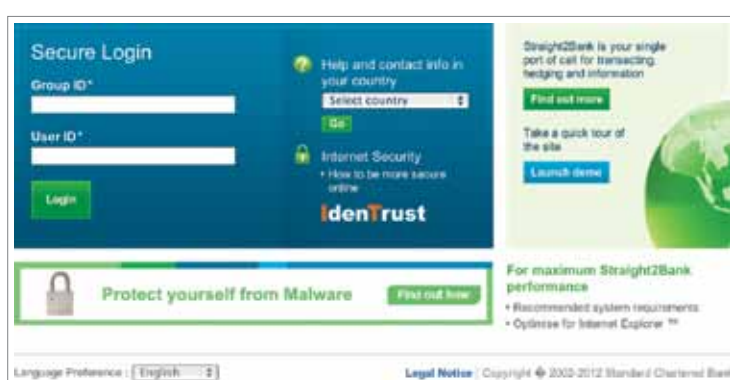 Secure Login
Group ID*
User ID*
Login
Help and contact info in
your country
Select country
Go
Internet Security
• How to be more secure
online
IdenTrust
Straight2Bank is your single
port of call for transacting,
hedging and information
Find out more
Take a quick tour of
the site
Launch demo
Protect yourself from Malware
Find out how
For maximum Straight2Bank
performance
• Recommended system requirements
• Optimise for Internet Explorer ™
Language Preference : English
Legal Notice | Copyright � 2002-2012 Standard Chartered Bank